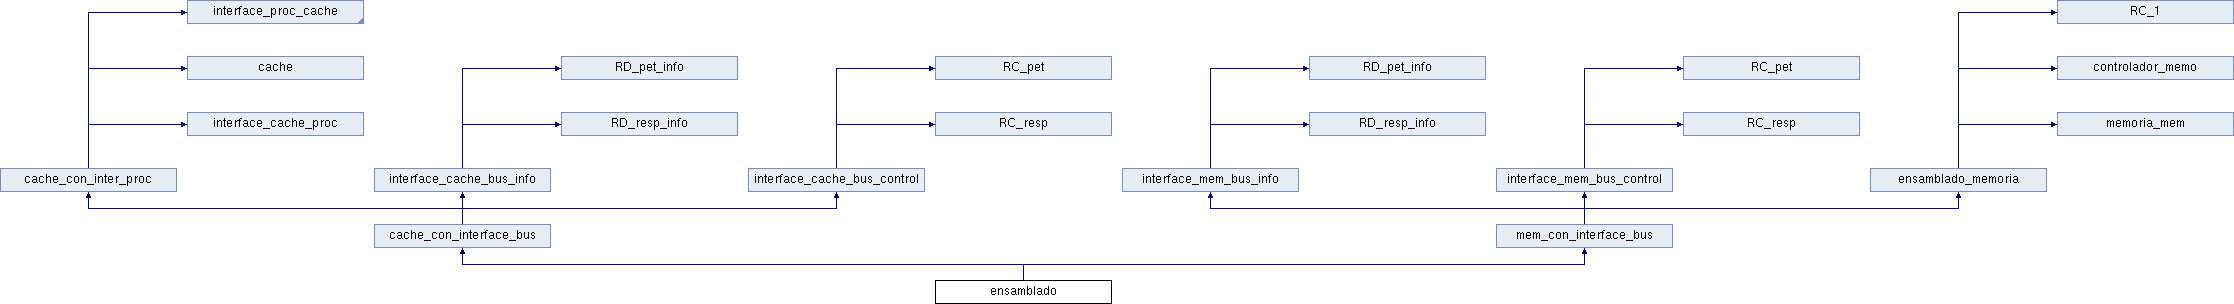 interface_proc_cache
RC_1
cache
RD_pet_info
RC_pet
RD_pet_info
RC_pet
controlador_memo
interface_cache_proc
RD_resp_info
RC_resp
RD_resp_info
RC_resp
memoria_mem
cache_con_inter_proc
interface_cache_bus_info
interface_cache_bus_control
interface_mem_bus_info
interface_mem_bus_control
ensamblado_memoria
cache_con_interface_bus
mem_con_interface_bus
ensamblado